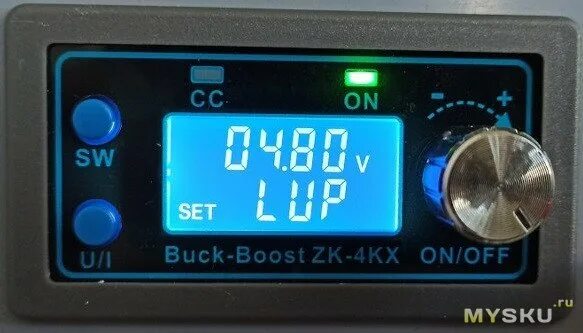 CC ON - +
SW
04.80 V
SET LUP
U/I
Buck-Boost ZK-4KX ON/OFF
MYSKU.ru